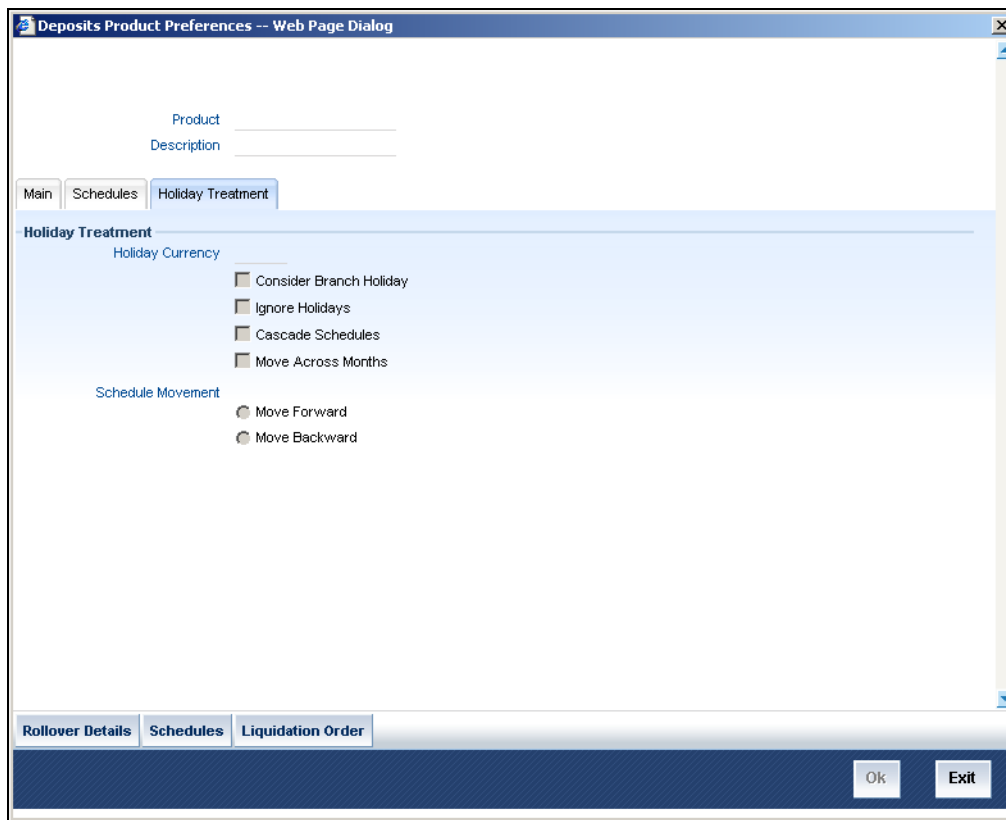 Deposits Product Preferences -- Web Page Dialog
Product
Description
Main Schedules Holiday Treatment
Holiday Treatment
Holiday Currency
Consider Branch Holiday
Ignore Holidays
Cascade Schedules
Move Across Months
Schedule Movement
Move Forward
Move Backward
Rollover Details Schedules Liquidation Order
Ok Exit